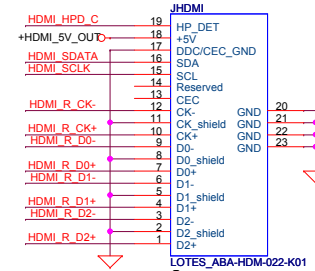 JHDMI
HDMI_HPD_C 19 HP_DET
+HDMI_5V_OUT 18 +5V
17 DDC/CEC_GND
HDMI_SDATA 16 SDA
HDMI_SCLK 15 SCL
14 Reserved
13 CEC
HDMI_R_CK- 12 CK- GND 20
11 CK_shield GND 21
HDMI_R_CK+ 10 CK+ GND 22
HDMI_R_D0- 9 D0- GND 23
8 D0_shield
HDMI_R_D0+ 7 D0+
HDMI_R_D1- 6 D1-
5 D1_shield
HDMI_R_D1+ 4 D1+
HDMI_R_D2- 3 D2-
2 D2_shield
HDMI_R_D2+ 1 D2+
LOTES_ABA-HDM-022-K01